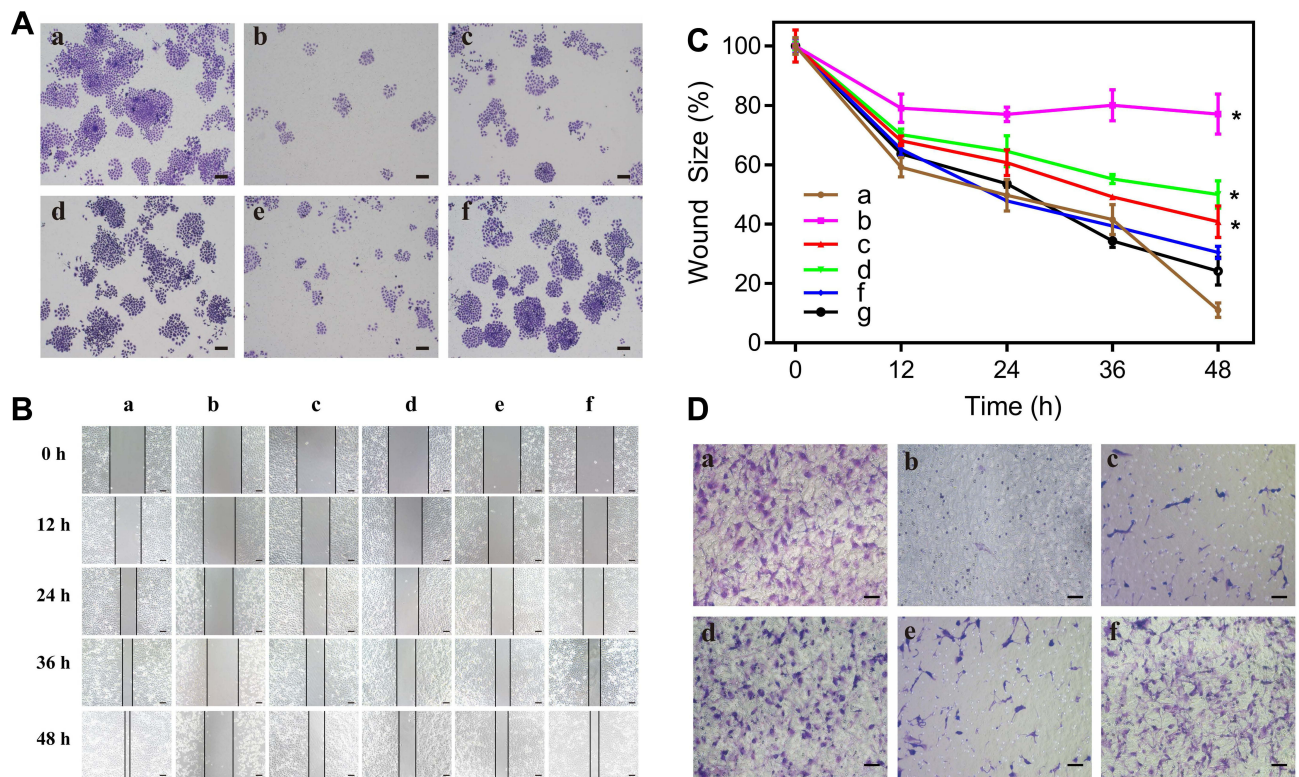 A
a b c
d e f
B
a b c d e f
0 h
12 h
24 h
36 h
48 h
C
Wound Size (%)
100
80
60
40
20
0
*
*
*
a
b
c
d
f
g
0 12 24 36 48
Time (h)
D
a b c
d e f